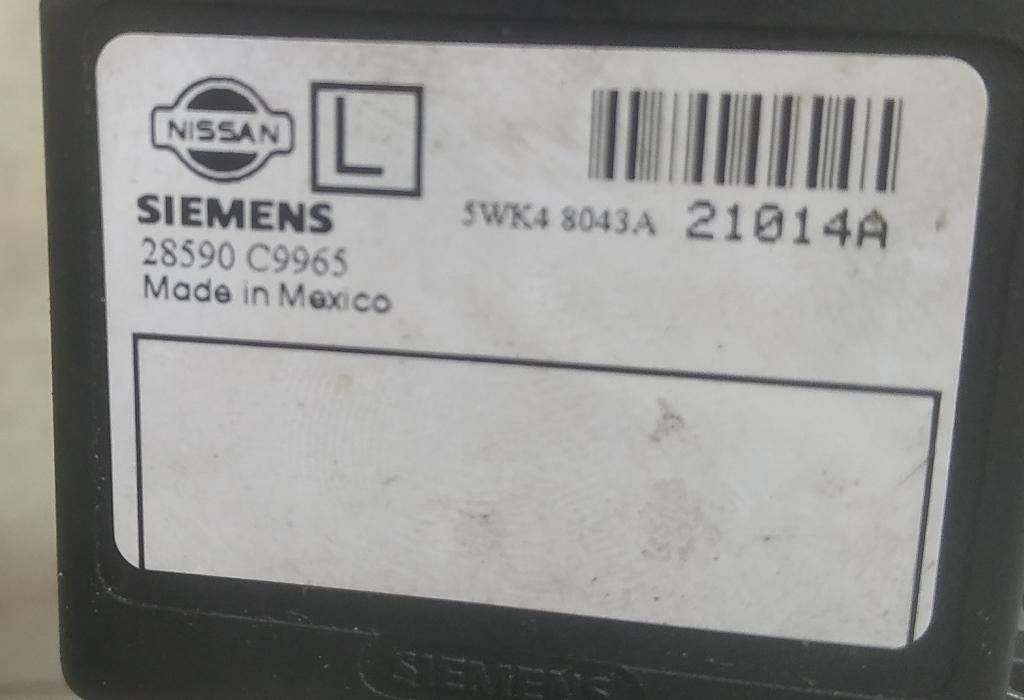 NISSAN
L
SIEMENS
5WK4 8043A 21014A
28590 C9965
Made in Mexico
SIEMENS